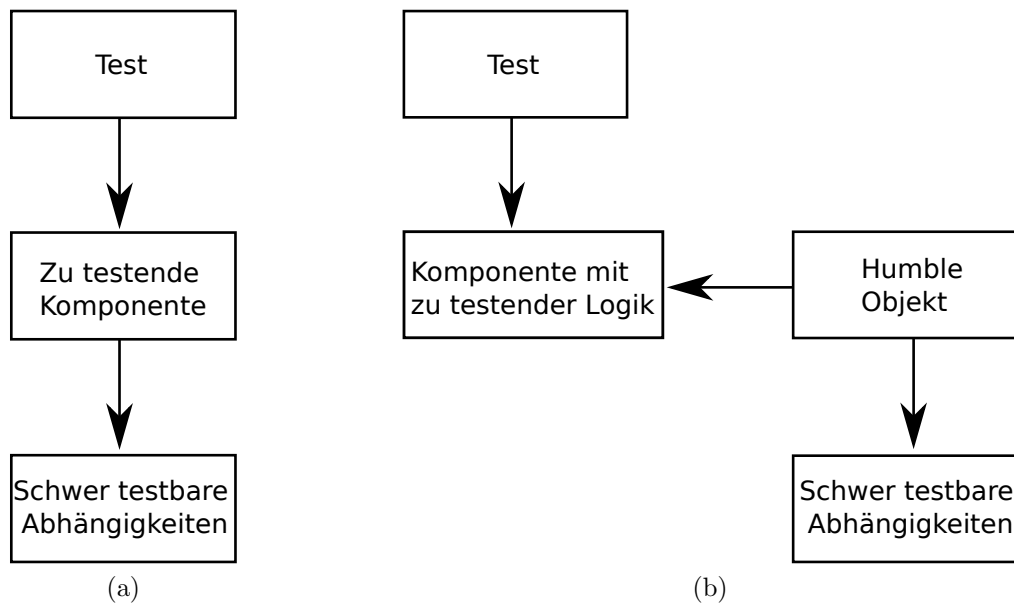 Test
Zu testende
Komponente
Schwer testbare
Abhängigkeiten
(a)
Test
Komponente mit
zu testender Logik
Humble
Objekt
Schwer testbare
Abhängigkeiten
(b)